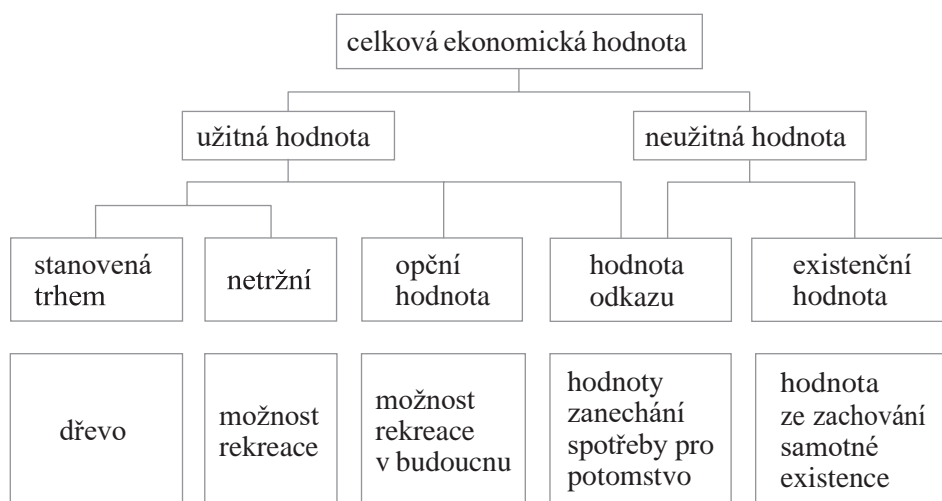 celková ekonomická hodnota
užitná hodnota
neužitná hodnota
stanovená
trhem
netržní
opční
hodnota
hodnota
odkazu
existenční
hodnota
dřevo
možnost
rekreace
možnost
rekreace
v budoucnu
hodnoty
zanechání
spotřeby pro
potomstvo
hodnota
ze zachování
samotné
existence